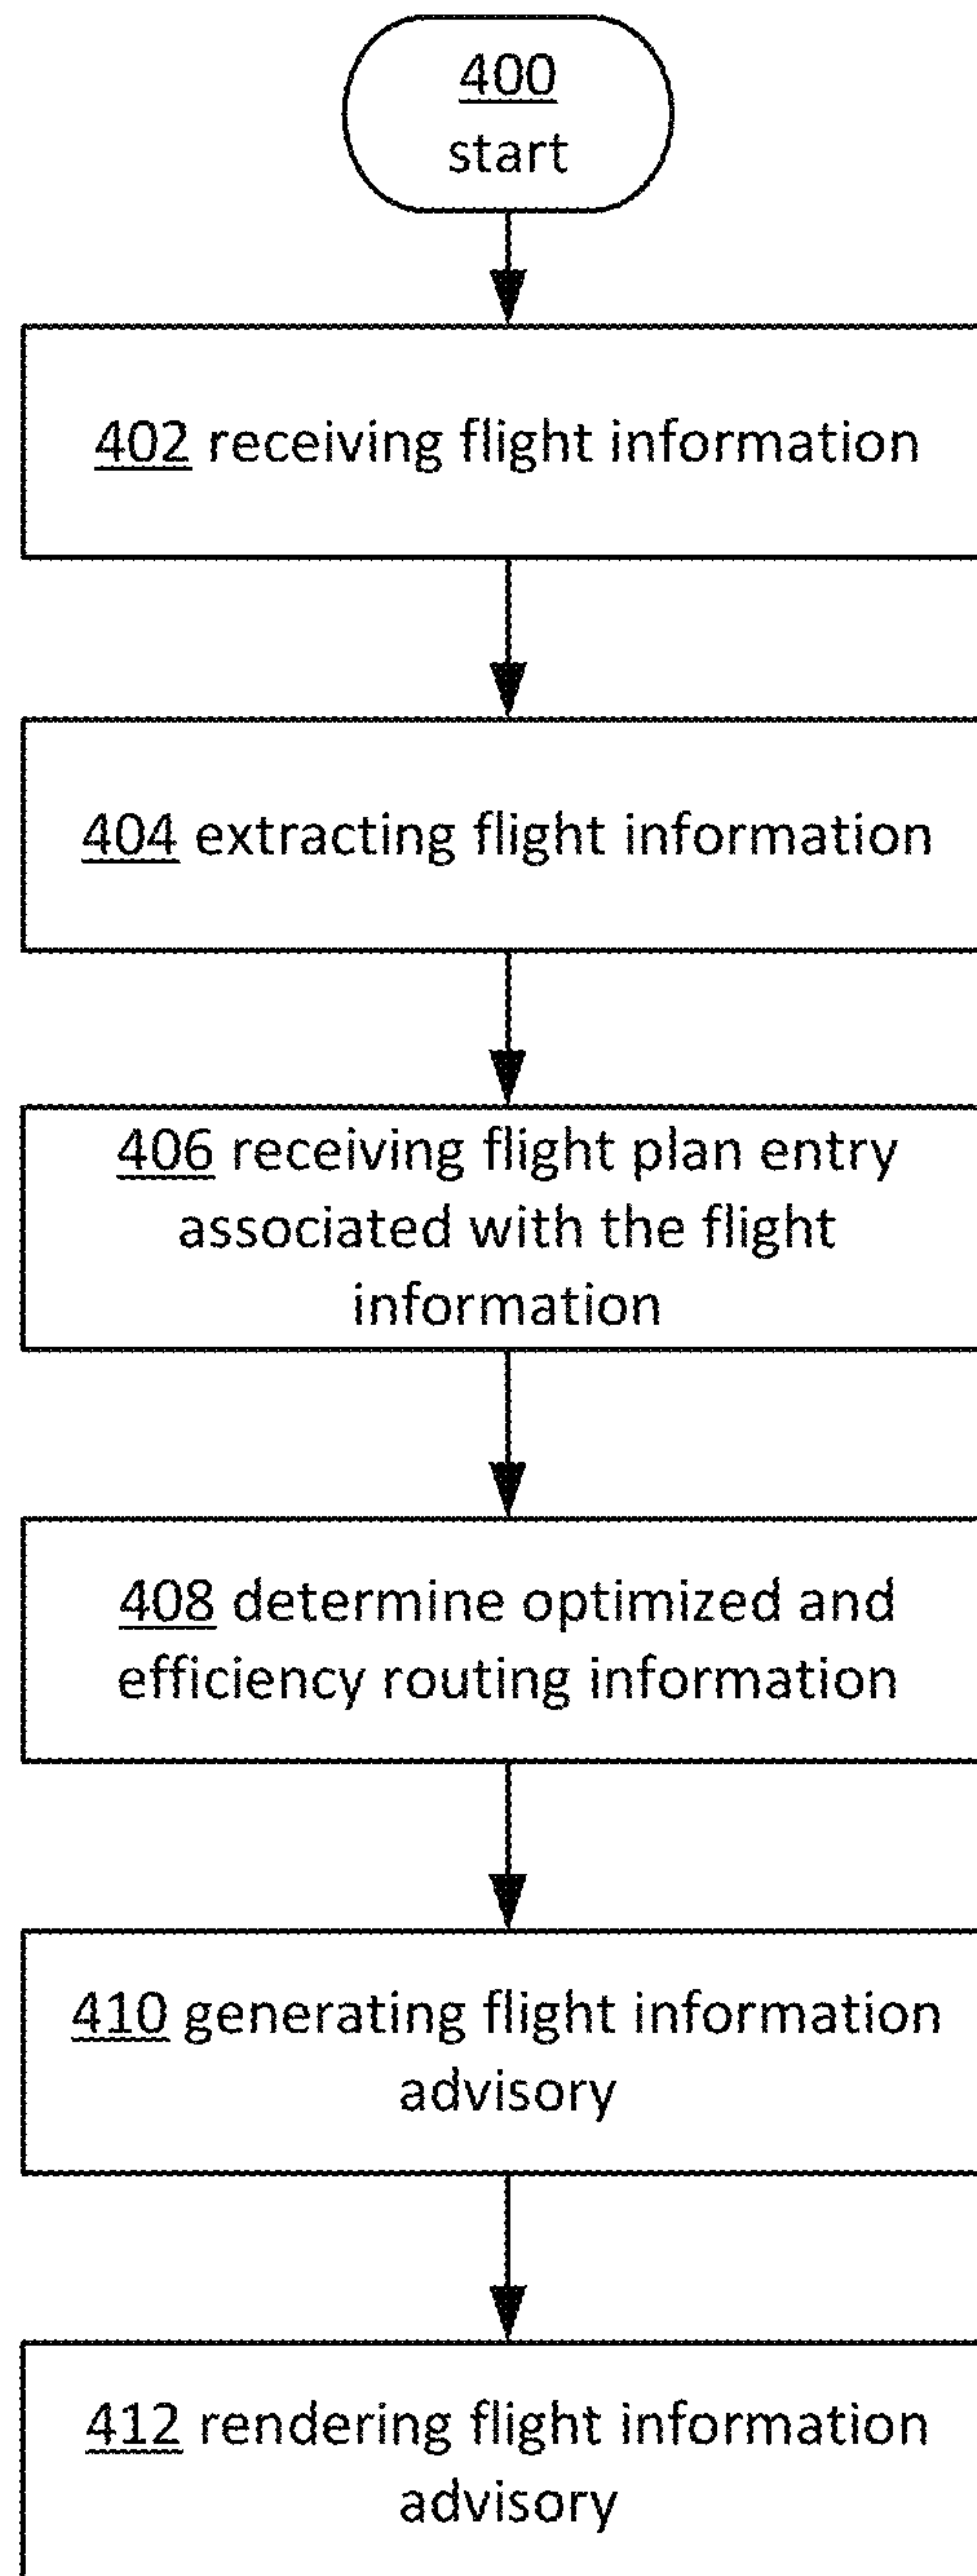 400
start
402 receiving flight information
404 extracting flight information
406 receiving flight plan entry
associated with the flight
information
408 determine optimized and
efficiency routing information
410 generating flight information
advisory
412 rendering flight information
advisory